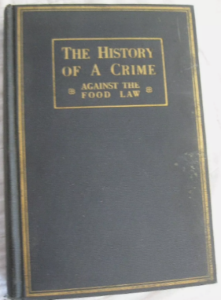 THE HISTORY
OF A CRIME
AGAINST THE
FOOD LAW